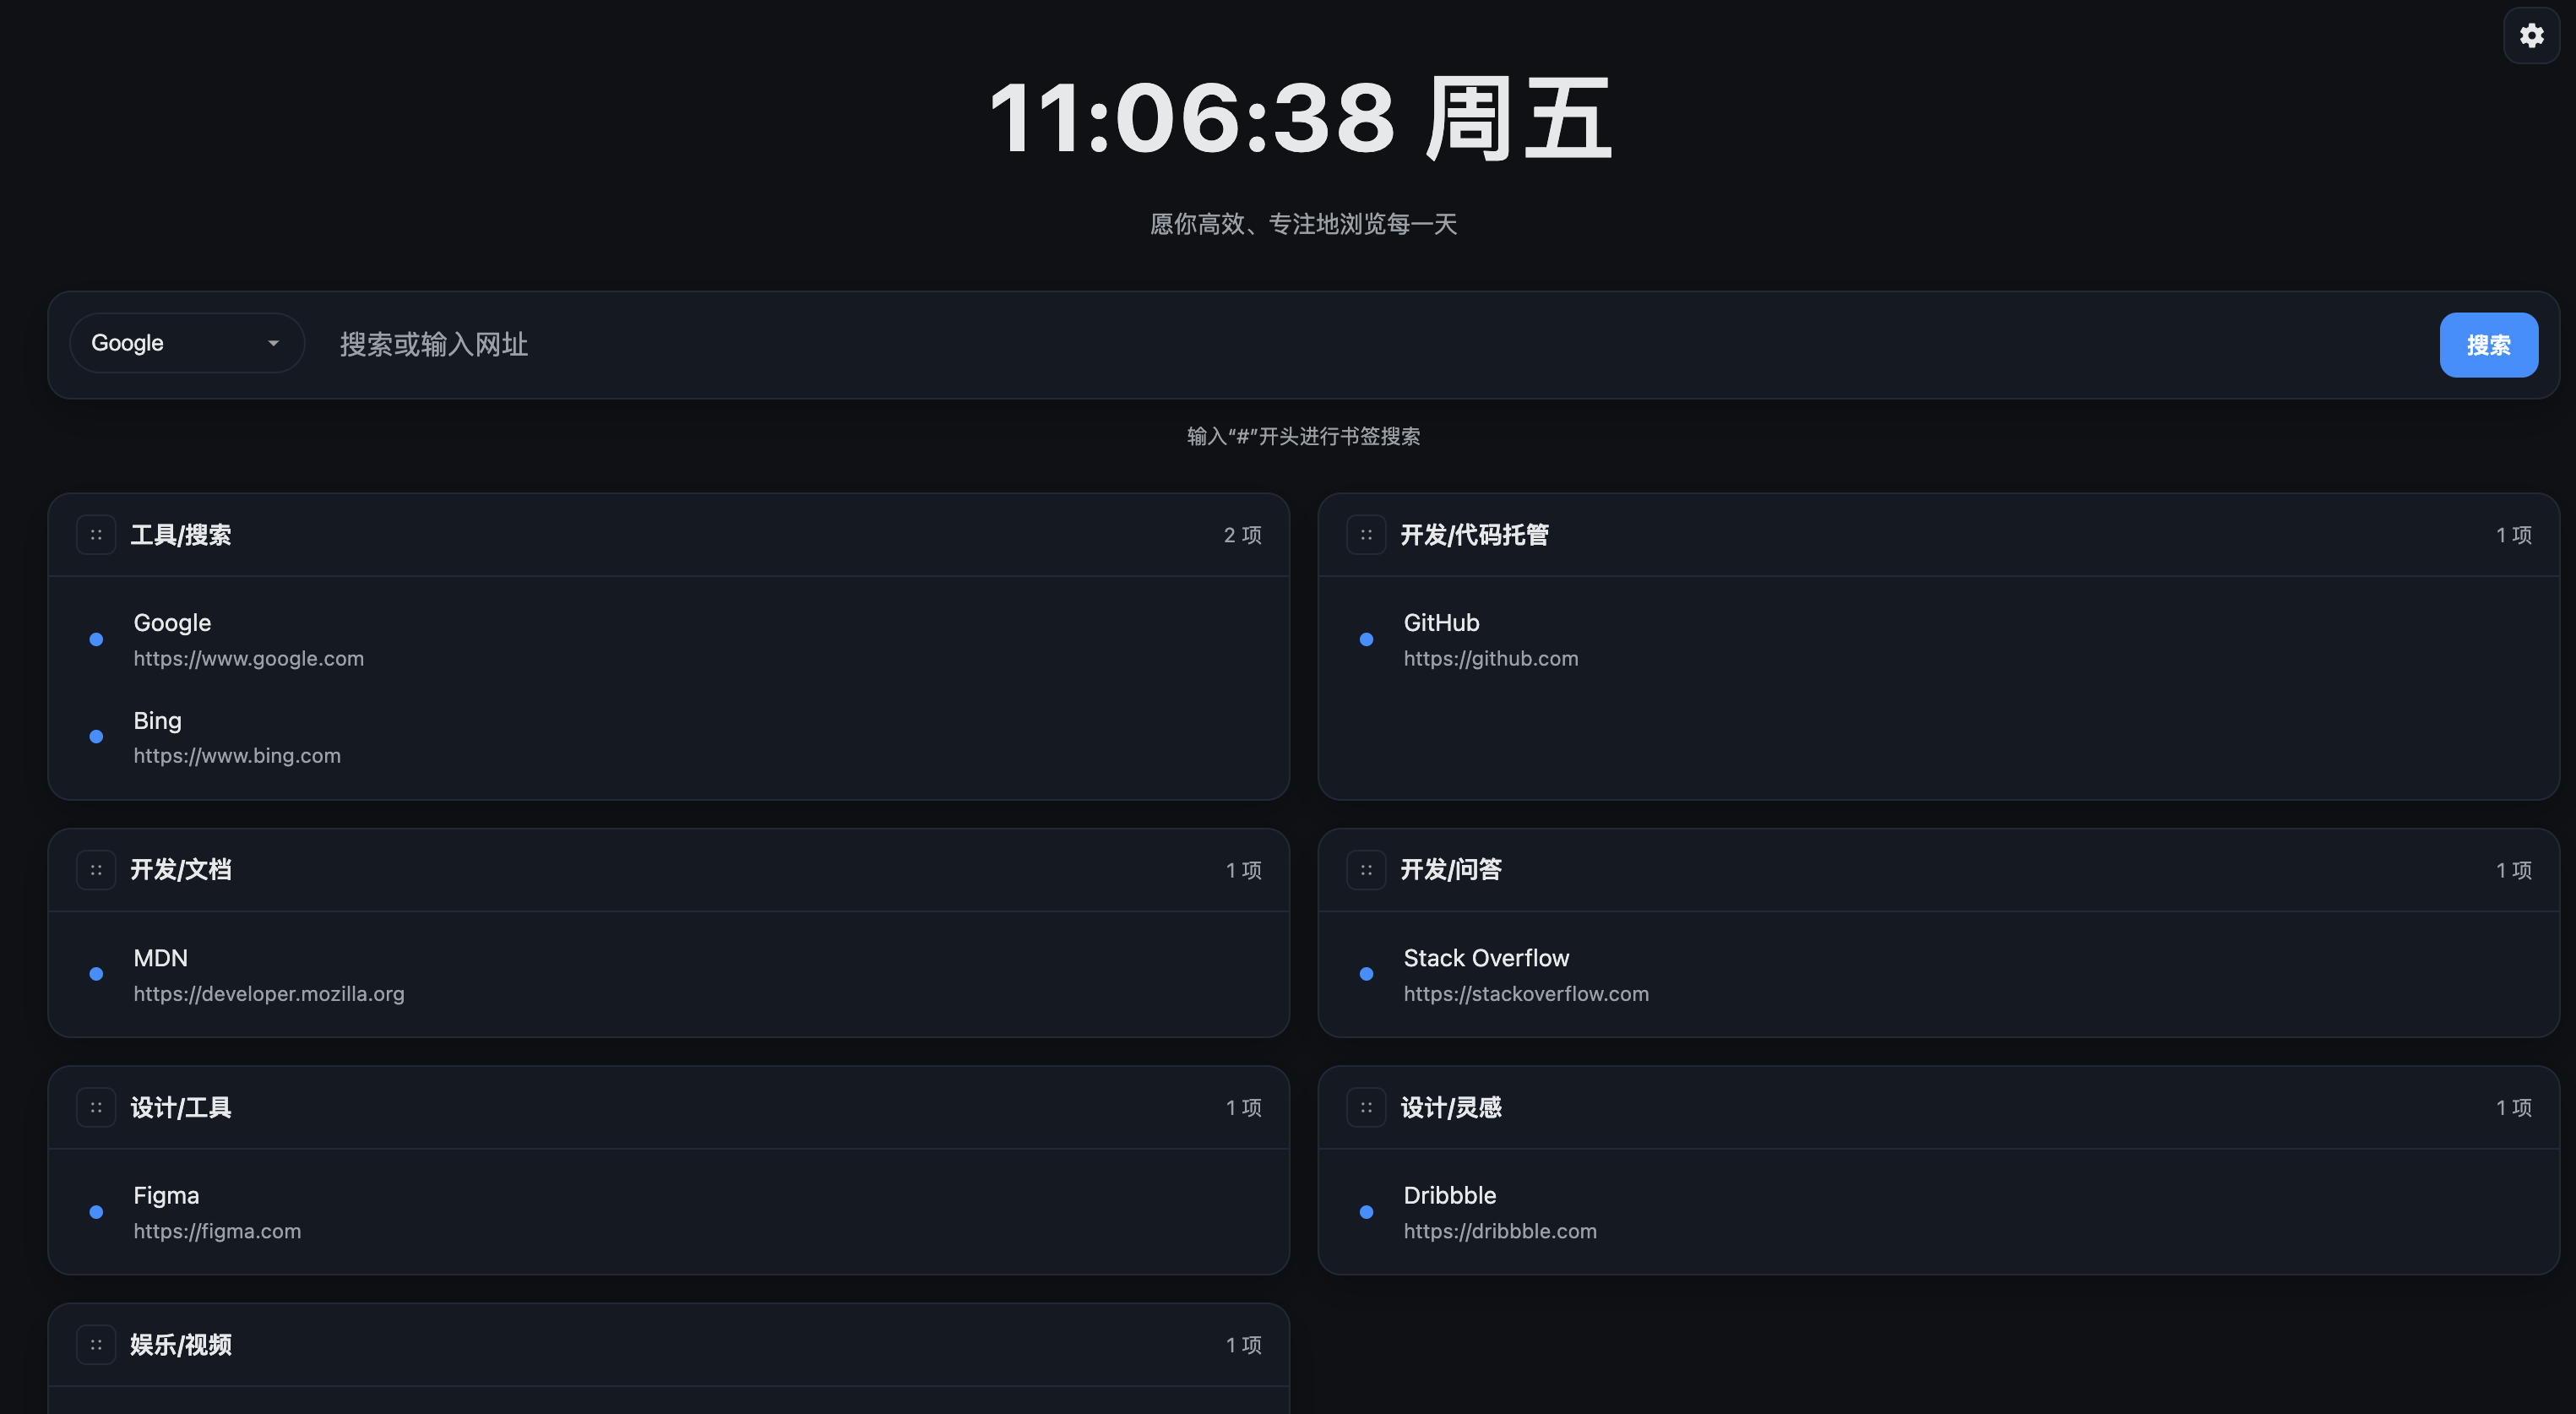 11:06:38 周五
愿你高效、专注地浏览每一天
Google
搜索或输入网址
搜索
输入“#”开头进行书签搜索
工具/搜索
2 项
Google
https://www.google.com
Bing
https://www.bing.com
开发/代码托管
1 项
GitHub
https://github.com
开发/文档
1 项
MDN
https://developer.mozilla.org
开发/问答
1 项
Stack Overflow
https://stackoverflow.com
设计/工具
1 项
Figma
https://figma.com
设计/灵感
1 项
Dribbble
https://dribbble.com
娱乐/视频
1 项